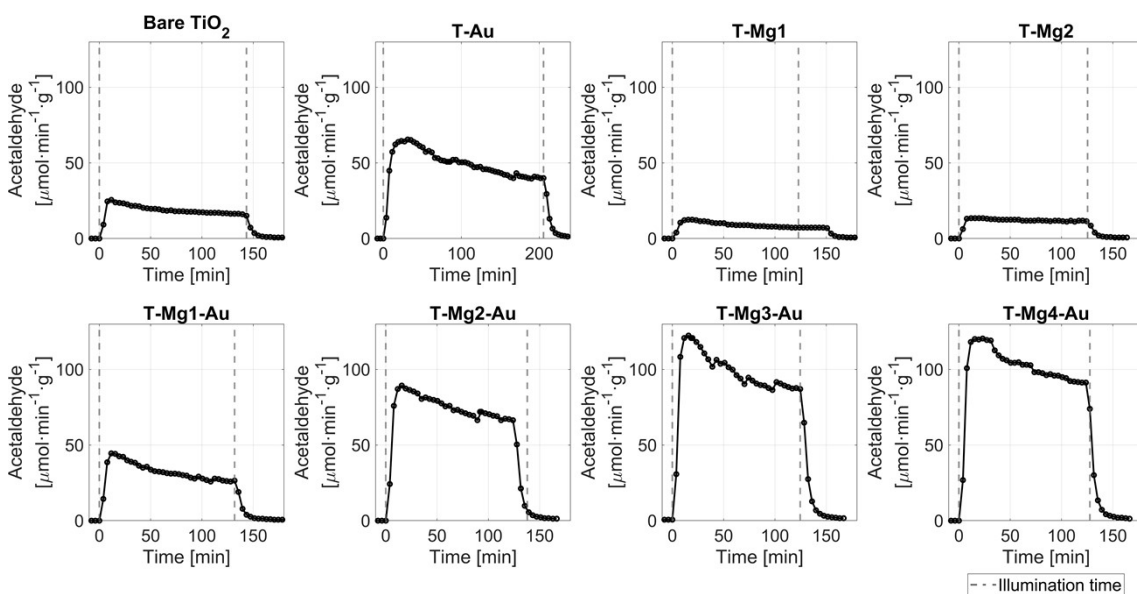 Bare TiO2
T-Au
T-Mg1
T-Mg2
Acetaldehyde
[μmol·min-1·g-1]
100
50
0
0 50 100 150
Time [min]
Acetaldehyde
[μmol·min-1·g-1]
100
50
0
0 100 200
Time [min]
Acetaldehyde
[μmol·min-1·g-1]
100
50
0
0 50 100 150
Time [min]
Acetaldehyde
[μmol·min-1·g-1]
100
50
0
0 50 100 150
Time [min]
T-Mg1-Au
T-Mg2-Au
T-Mg3-Au
T-Mg4-Au
Acetaldehyde
[μmol·min-1·g-1]
100
50
0
0 50 100 150
Time [min]
Acetaldehyde
[μmol·min-1·g-1]
100
50
0
0 50 100 150
Time [min]
Acetaldehyde
[μmol·min-1·g-1]
100
50
0
0 50 100 150
Time [min]
Acetaldehyde
[μmol·min-1·g-1]
100
50
0
0 50 100 150
Time [min]
Illumination time